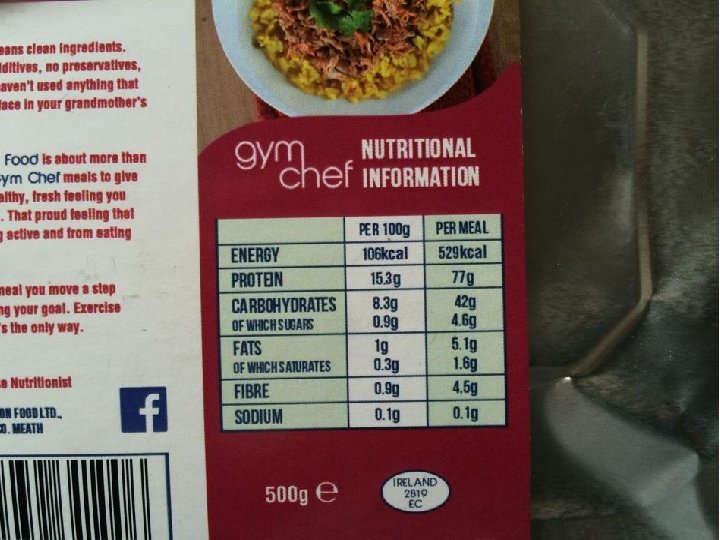 eans clean ingredients.
dditives, no preservatives,
aven't used anything that
lace in your grandmother's
Food is about more than
ym Chef meals to give
althy, fresh feeling you
. That proud feeling that
g active and from eating
neal you move a step
ng your goal. Exercise
's the only way.
e Nutritionist
ON FOOD LTD.,
O. MEATH
f
gym chef NUTRITIONAL INFORMATION
PER 100g PER MEAL
ENERGY 106kcal 529kcal
PROTEIN 15.3g 77g
CARBOHYDRATES 8.3g 42g
OF WHICH SUGARS 0.9g 4.6g
FATS 1g 5.1g
OF WHICH SATURATES 0.3g 1.6g
FIBRE 0.9g 4.5g
SODIUM 0.1g 0.1g
500g ℮
IRELAND
2819
EC